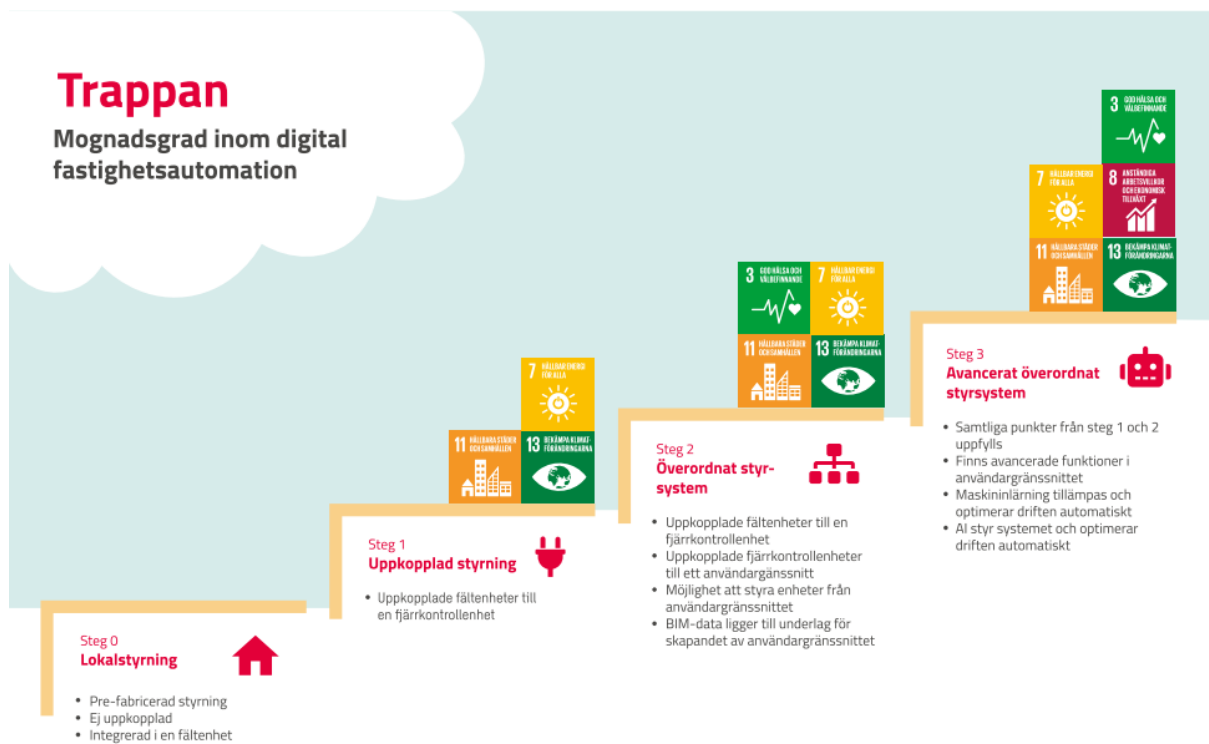 Trappan
Mognadsgrad inom digital
fastighetsautomation
Steg 0
Lokalstyrning
• Pre-fabricerad styrning
• Ej uppkopplad
• Integrerad i en fältenhet
7 HÅLLBAR ENERGI
FÖR ALLA
11 HÅLLBARA STÄDER
OCH SAMHÄLLEN
13 BEKÄMPA KLIMAT-
FÖRÄNDRINGARNA
Steg 1
Uppkopplad styrning
• Uppkopplade fältenheter till
en fjärrkontrollenhet
3 GOD HÄLSA OCH
VÄLBEFINNANDE
7 HÅLLBAR ENERGI
FÖR ALLA
11 HÅLLBARA STÄDER
OCH SAMHÄLLEN
13 BEKÄMPA KLIMAT-
FÖRÄNDRINGARNA
Steg 2
Överordnat styr-
system
• Uppkopplade fältenheter till en
fjärrkontrollenhet
• Uppkopplade fjärrkontrollenheter
till ett användargänssnitt
• Möjlighet att styra enheter från
användargränssnittet
• BIM-data ligger till underlag för
skapandet av användargränssnittet
3 GOD HÄLSA OCH
VÄLBEFINNANDE
7 HÅLLBAR ENERGI
FÖR ALLA
8 ANSTÄNDIGA
ARBETSVILLKOR
OCH EKONOMISK
TILLVÄXT
11 HÅLLBARA STÄDER
OCH SAMHÄLLEN
13 BEKÄMPA KLIMAT-
FÖRÄNDRINGARNA
Steg 3
Avancerat överordnat
styrsystem
• Samtliga punkter från steg 1 och 2
uppfylls
• Finns avancerade funktioner i
användargränssnittet
• Maskininlärning tillämpas och
optimerar driften automatiskt
• AI styr systemet och optimerar
driften automatiskt